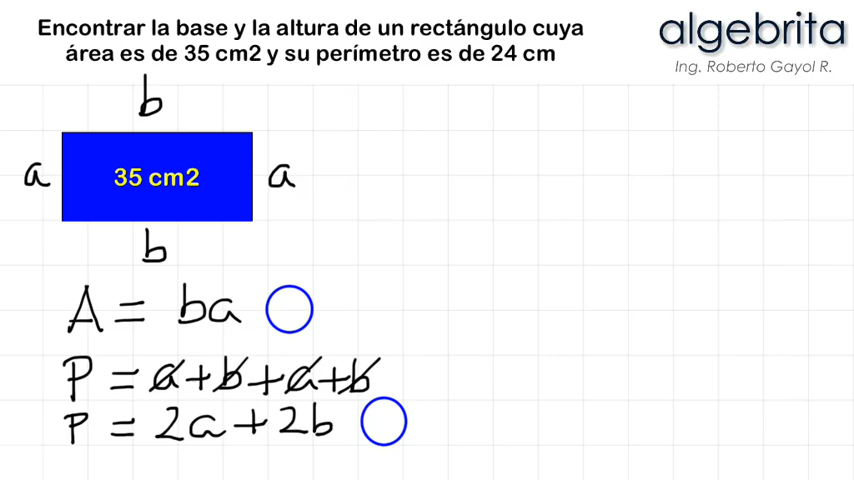 Encontrar la base y la altura de un rectángulo cuya
área es de 35 cm2 y su perímetro es de 24 cm
algebrita
Ing. Roberto Gayol R.
b
a
35 cm2
a
b
A = ba
P = a+b+a+b
P = 2a+2b